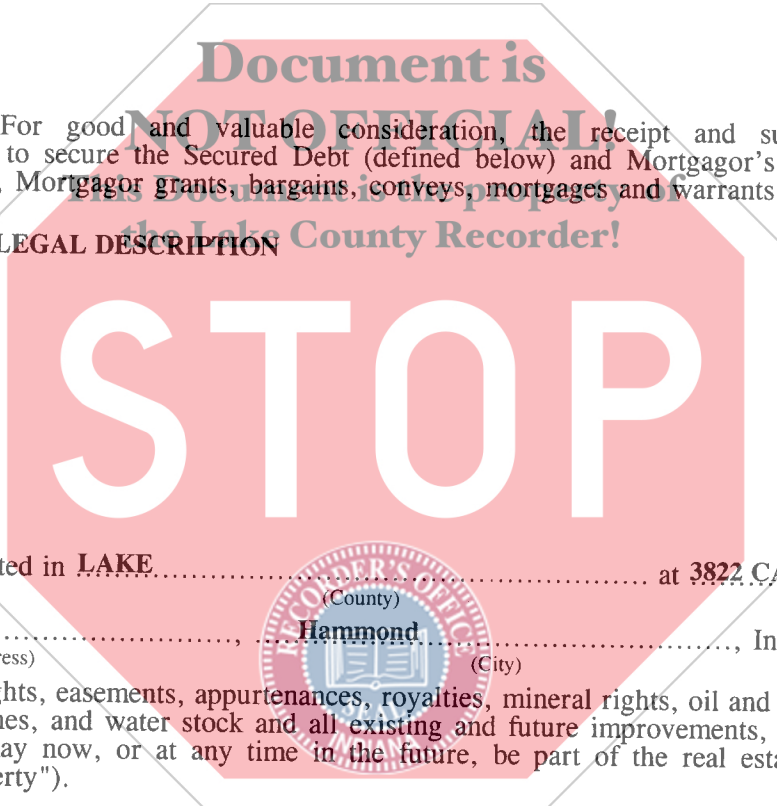 Document is
NOT OFFICIAL!
For good and valuable consideration, the receipt and su
to secure the Secured Debt (defined below) and Mortgagor's
, Mortgagor grants, bargains, conveys, mortgages and warrants
This Document is the property of
the Lake County Recorder!
LEGAL DESCRIPTION
STOP
ted in LAKE at 3822 CA
(County)
RECORDER'S OFFICE
, Hammond , In
ress) (City)
ghts, easements, appurtenances, royalties, mineral rights, oil and
nes, and water stock and all existing and future improvements,
ay now, or at any time in the future, be part of the real esta
erty").